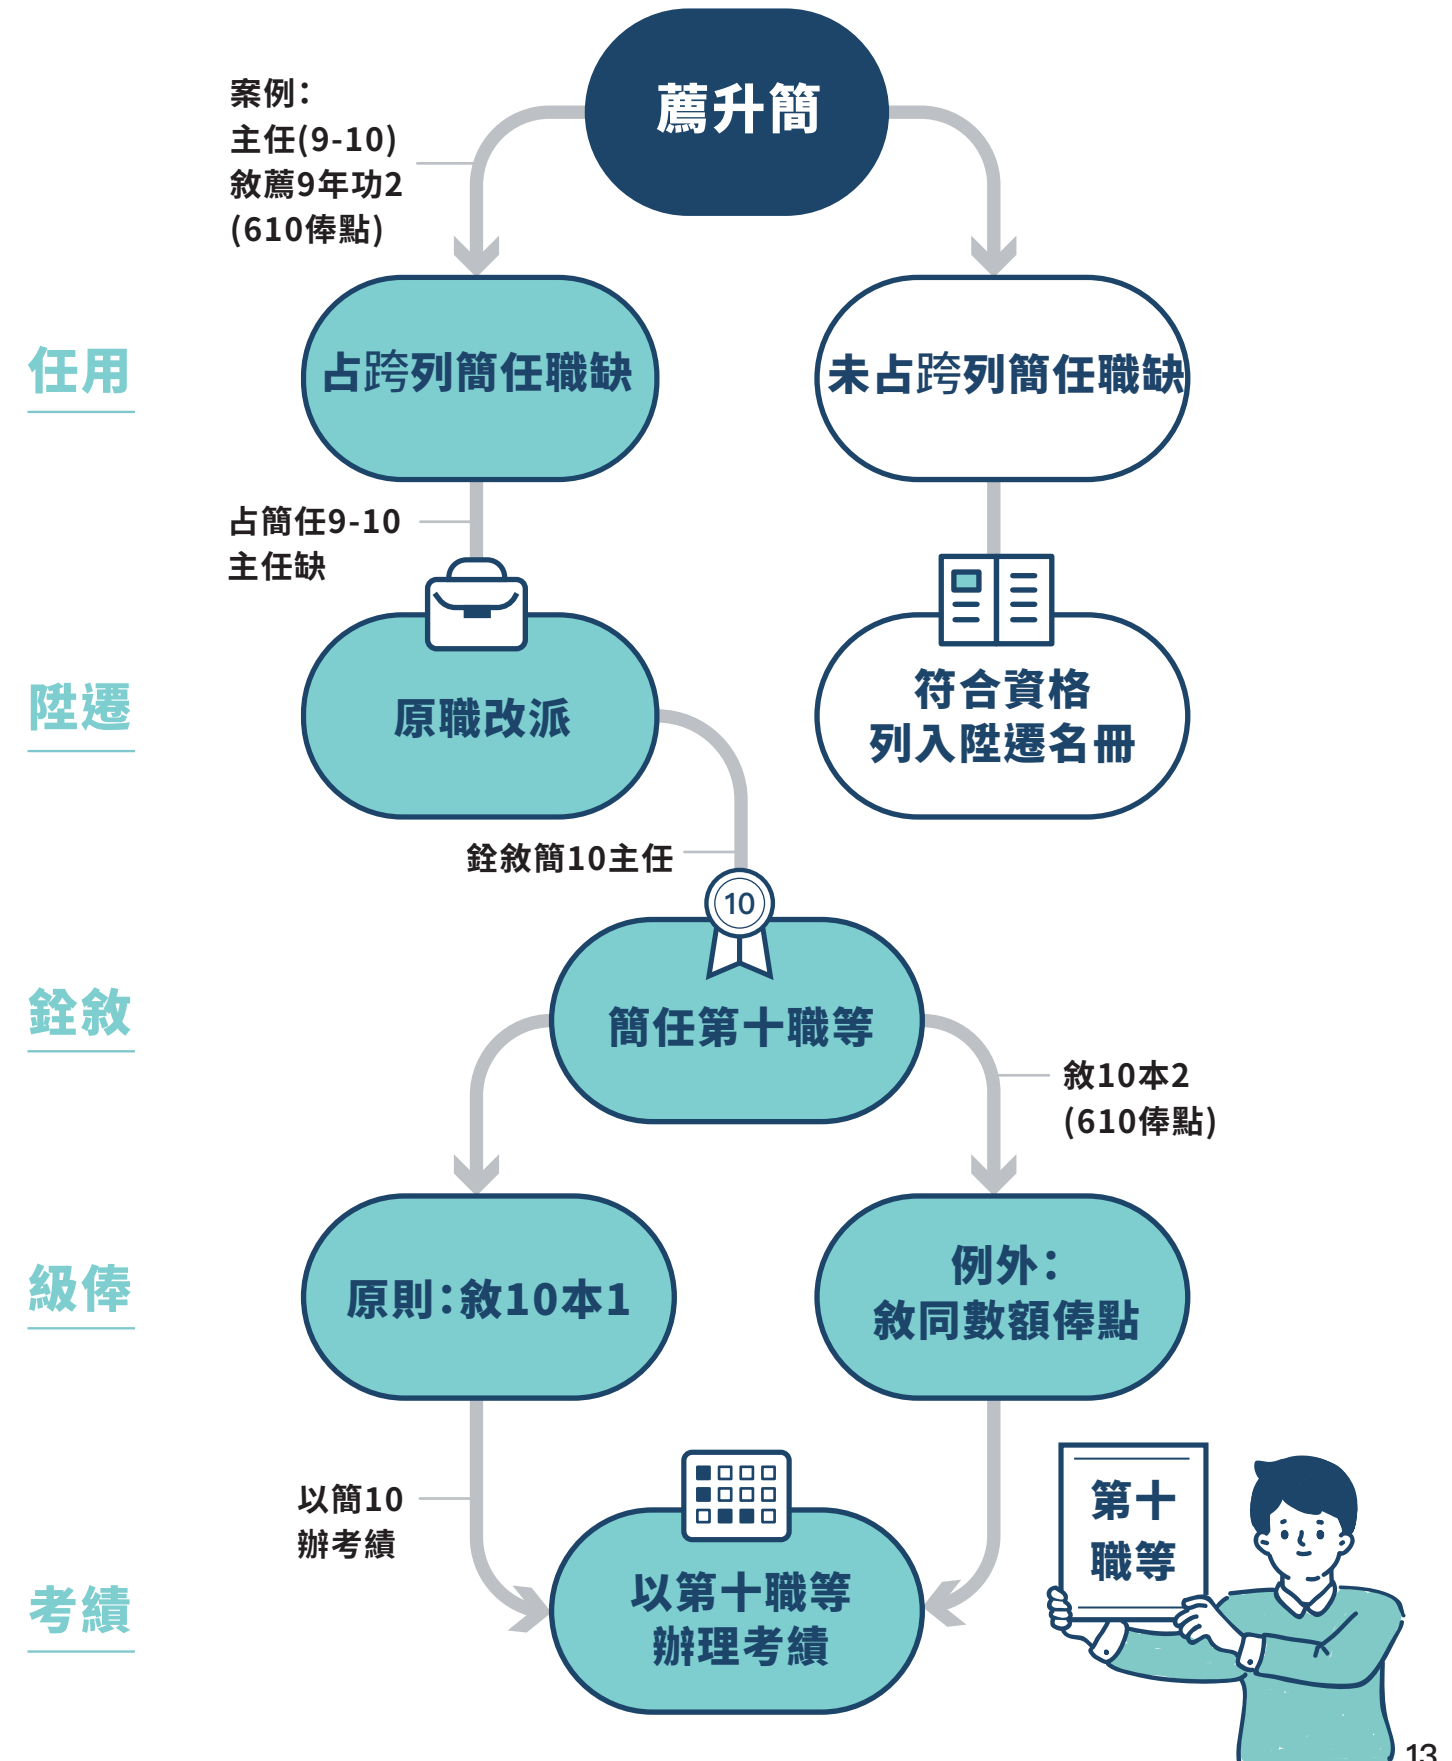 薦升簡
案例：
主任(9-10)
敘薦9年功2
(610俸點)
任用
占跨列簡任職缺
未占跨列簡任職缺
占簡任9-10
主任缺
陞遷
原職改派
符合資格
列入陞遷名冊
銓敘簡10主任
10
銓敘
簡任第十職等
敘10本2
(610俸點)
級俸
原則：敘10本1
例外：
敘同數額俸點
以簡10
辦考績
考績
以第十職等
辦理考績
第十
職等
13